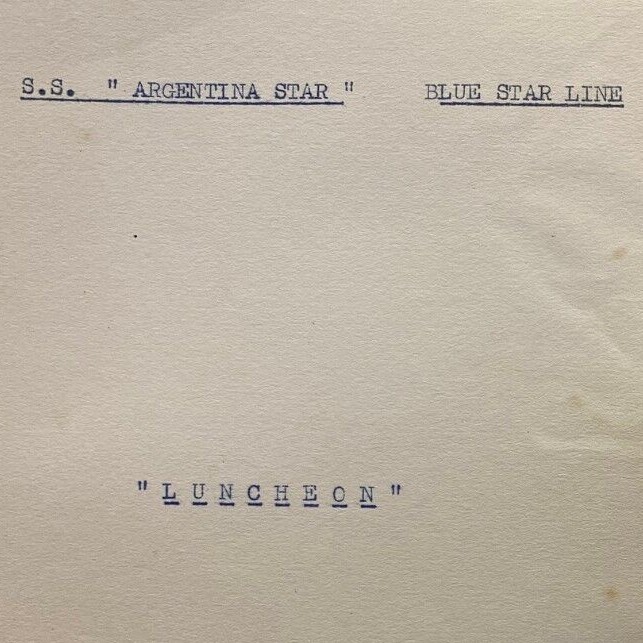 S.S. " ARGENTINA STAR " BLUE STAR LINE
" L U N C H E O N "